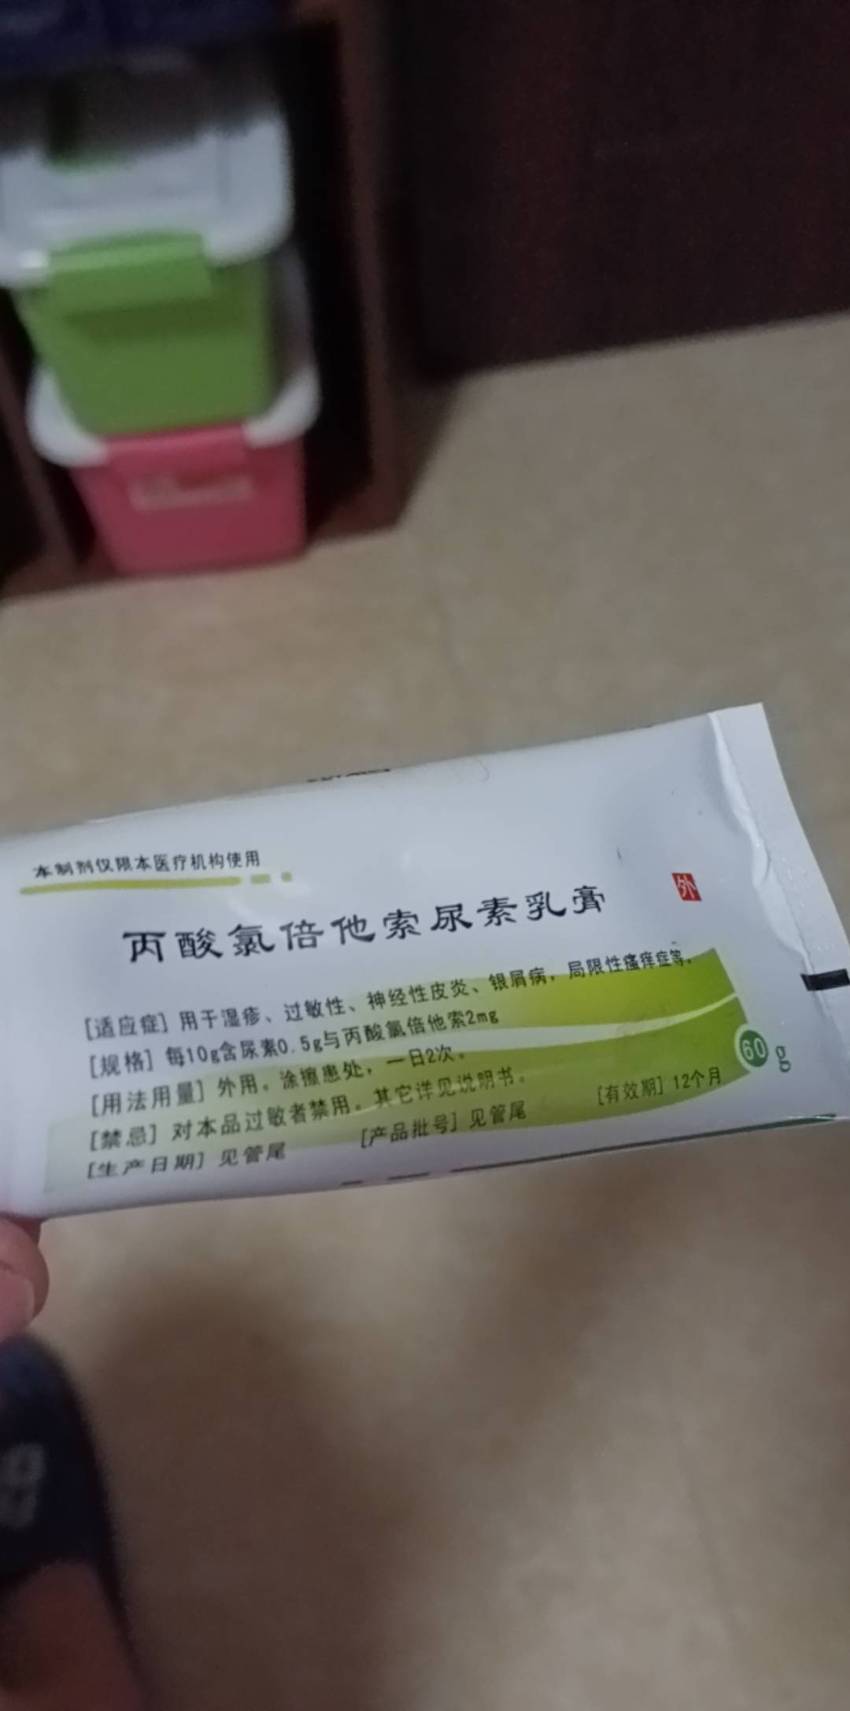 本制剂仅限本医疗机构使用
外
丙酸氯倍他索尿素乳膏
[适应症] 用于湿疹、过敏性、神经性皮炎、银屑病，局限性瘙痒症等。
[规格] 每10g含尿素0.5g与丙酸氯倍他索2mg
[用法用量] 外用。涂擦患处，一日2次。
[禁忌] 对本品过敏者禁用。其它详见说明书。
[生产日期] 见管尾 [产品批号] 见管尾 [有效期] 12个月
60g